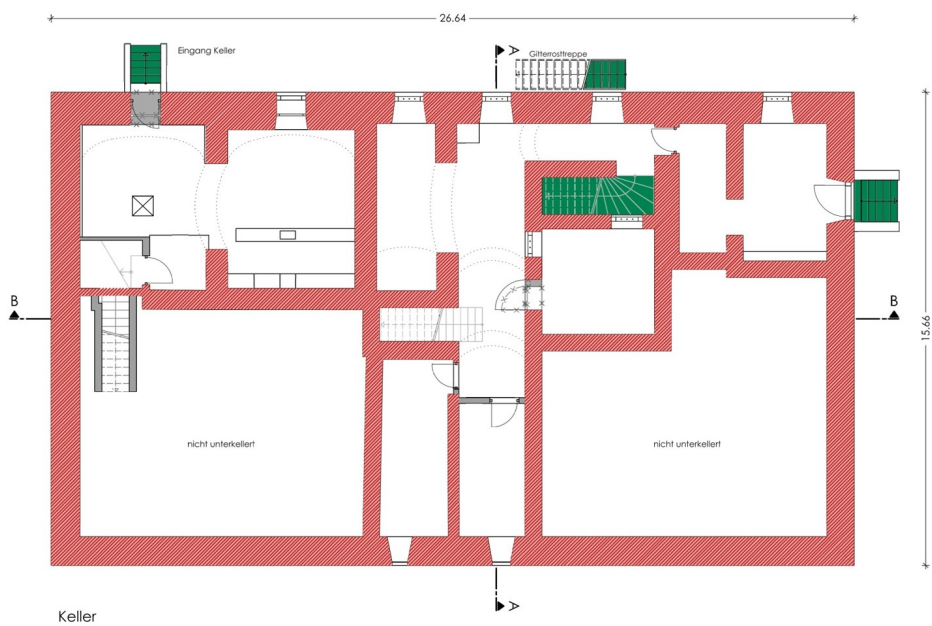 26.64
Eingang Keller
A
Gitterrosttreppe
B
B
15.66
nicht unterkellert
nicht unterkellert
A
Keller